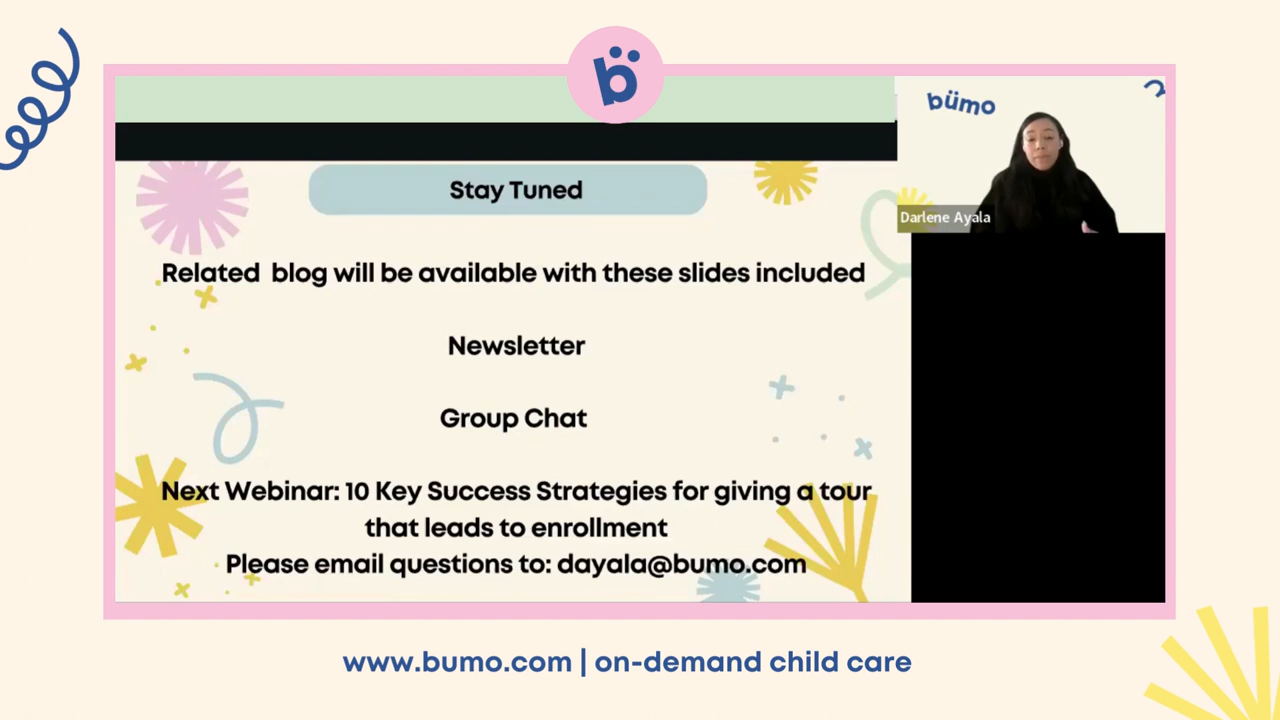 b̈
bümo
Darlene Ayala
Stay Tuned
Related  blog will be available with these slides included
Newsletter
Group Chat
Next Webinar: 10 Key Success Strategies for giving a tour
that leads to enrollment
Please email questions to: dayala@bumo.com
www.bumo.com | on-demand child care